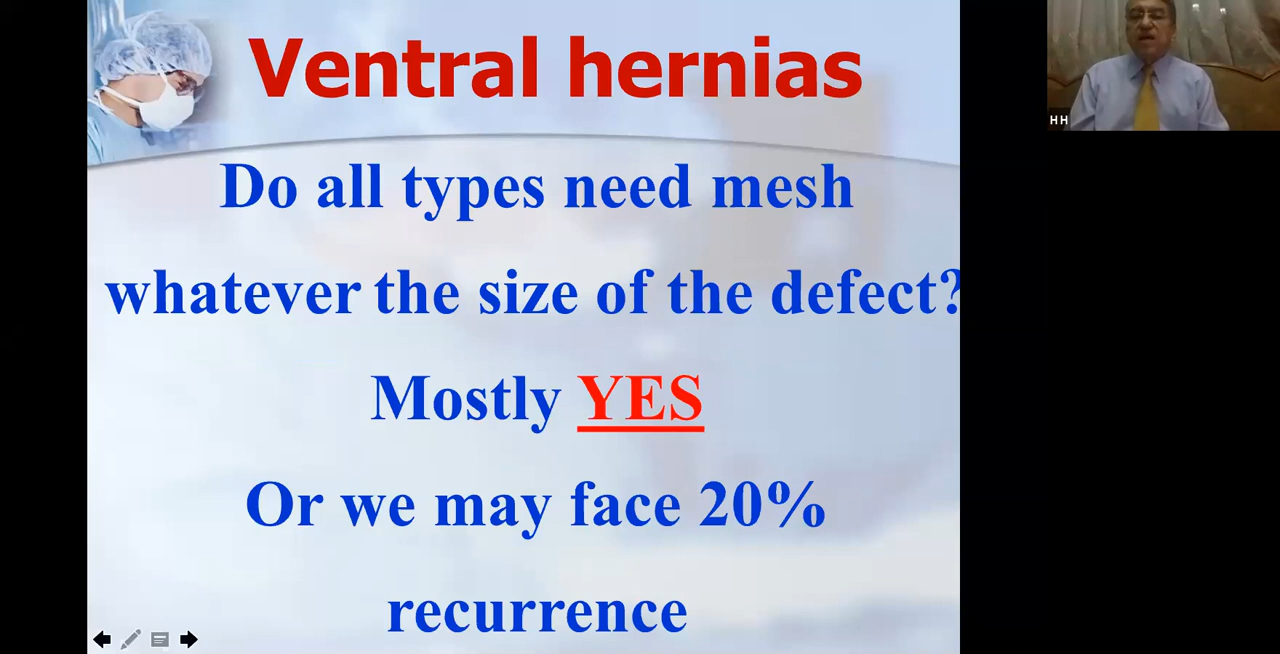 Ventral hernias
HH
Do all types need mesh
whatever the size of the defect?
Mostly YES
Or we may face 20%
recurrence